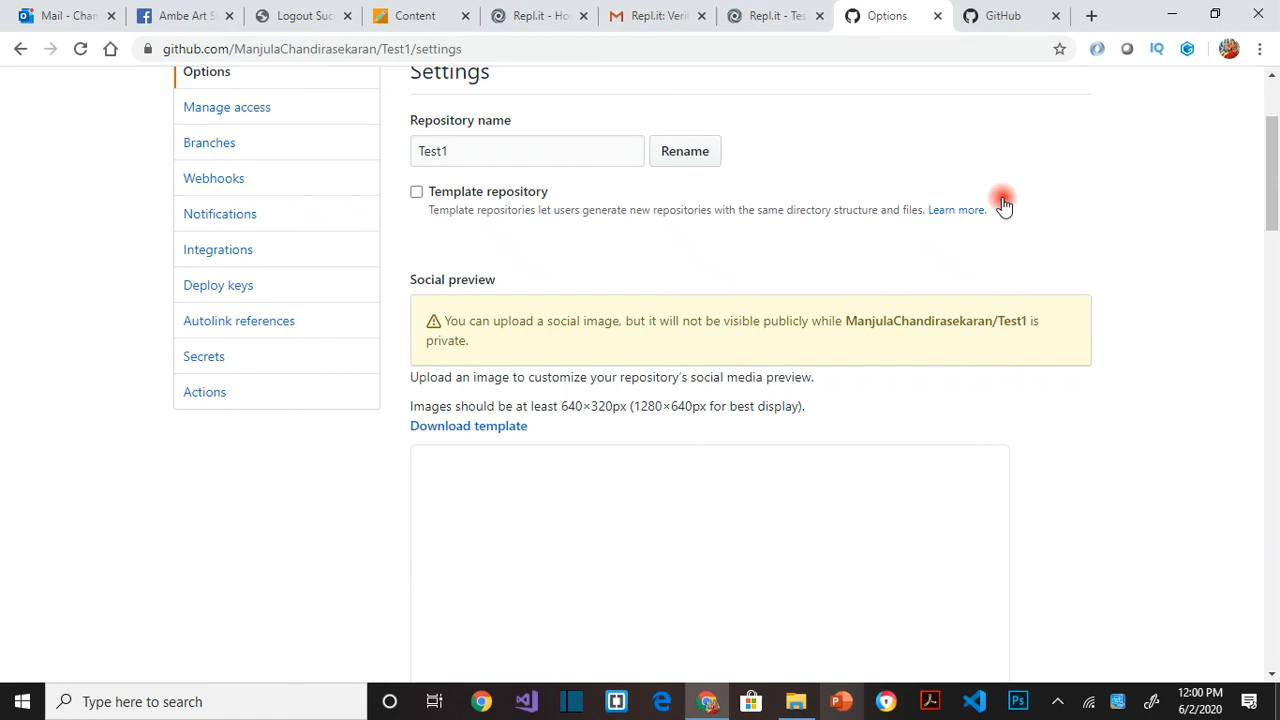 Mail - Chan
Ambe Art S
Logout Suc
Content
Repl.it - Ho
Repl.it: Veri
Repl.it - Te
Options
GitHub
github.com/ManjulaChandirasekaran/Test1/settings
Options
Manage access
Branches
Webhooks
Notifications
Integrations
Deploy keys
Autolink references
Secrets
Actions
Settings
Repository name
Test1
Rename
Template repository
Template repositories let users generate new repositories with the same directory structure and files. Learn more.
Social preview
You can upload a social image, but it will not be visible publicly while ManjulaChandirasekaran/Test1 is
private.
Upload an image to customize your repository's social media preview.
Images should be at least 640×320px (1280×640px for best display).
Download template
Type here to search
12:00 PM
6/2/2020